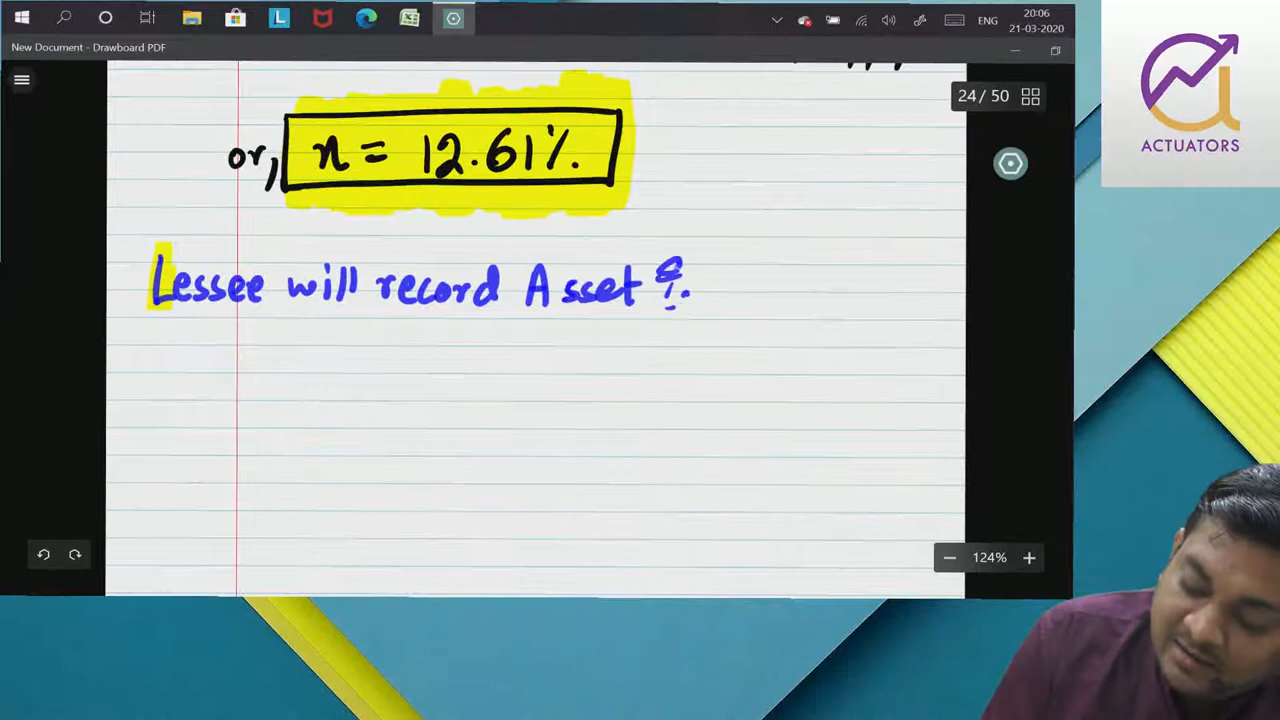 20:06
ENG
21-03-2020
New Document - Drawboard PDF
24 / 50
or, r = 12.61%.
Lessee will record Asset
124%
ACTUATORS